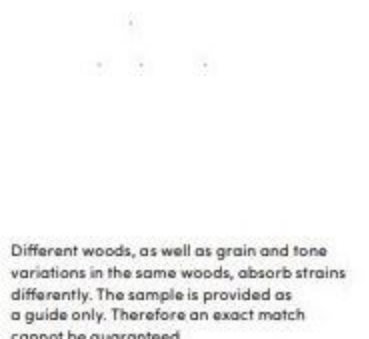 Different woods, as well as grain and tone
variations in the same woods, absorb strains
differently. The sample is provided as
a guide only. Therefore an exact match
cannot be guaranteed